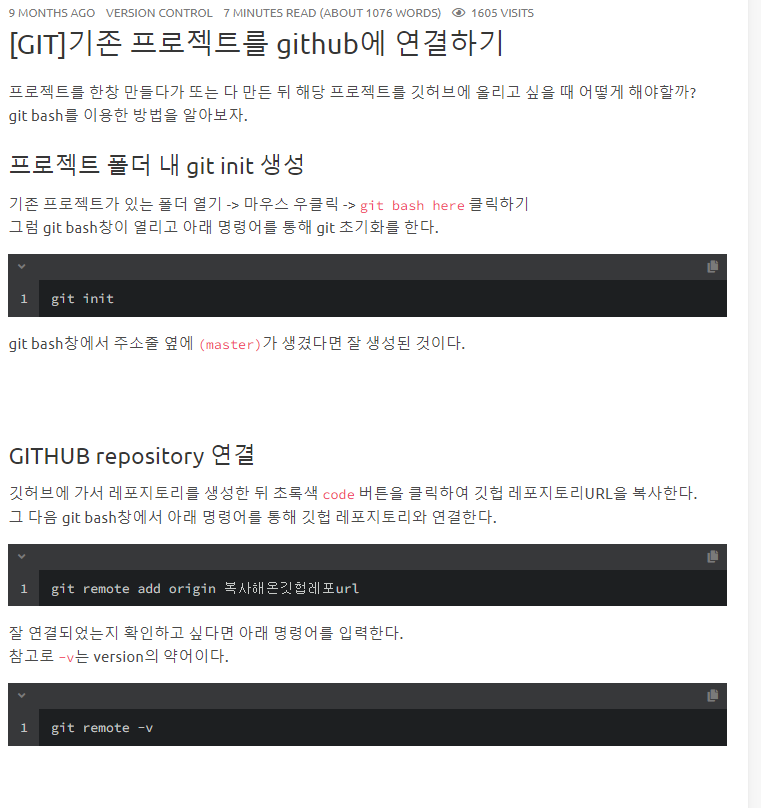 9 MONTHS AGO VERSION CONTROL 7 MINUTES READ (ABOUT 1076 WORDS) 1605 VISITS
[GIT]기존 프로젝트를 github에 연결하기
프로젝트를 한창 만들다가 또는 다 만든 뒤 해당 프로젝트를 깃허브에 올리고 싶을 때 어떻게 해야할까?
git bash를 이용한 방법을 알아보자.
프로젝트 폴더 내 git init 생성
기존 프로젝트가 있는 폴더 열기 -> 마우스 우클릭 -> git bash here 클릭하기
그럼 git bash창이 열리고 아래 명령어를 통해 git 초기화를 한다.
1 git init
git bash창에서 주소줄 옆에 (master)가 생겼다면 잘 생성된 것이다.
GITHUB repository 연결
깃허브에 가서 레포지토리를 생성한 뒤 초록색 code 버튼을 클릭하여 깃헙 레포지토리URL을 복사한다.
그 다음 git bash창에서 아래 명령어를 통해 깃헙 레포지토리와 연결한다.
1 git remote add origin 복사해온깃헙레포url
잘 연결되었는지 확인하고 싶다면 아래 명령어를 입력한다.
참고로 -v는 version의 약어이다.
1 git remote -v